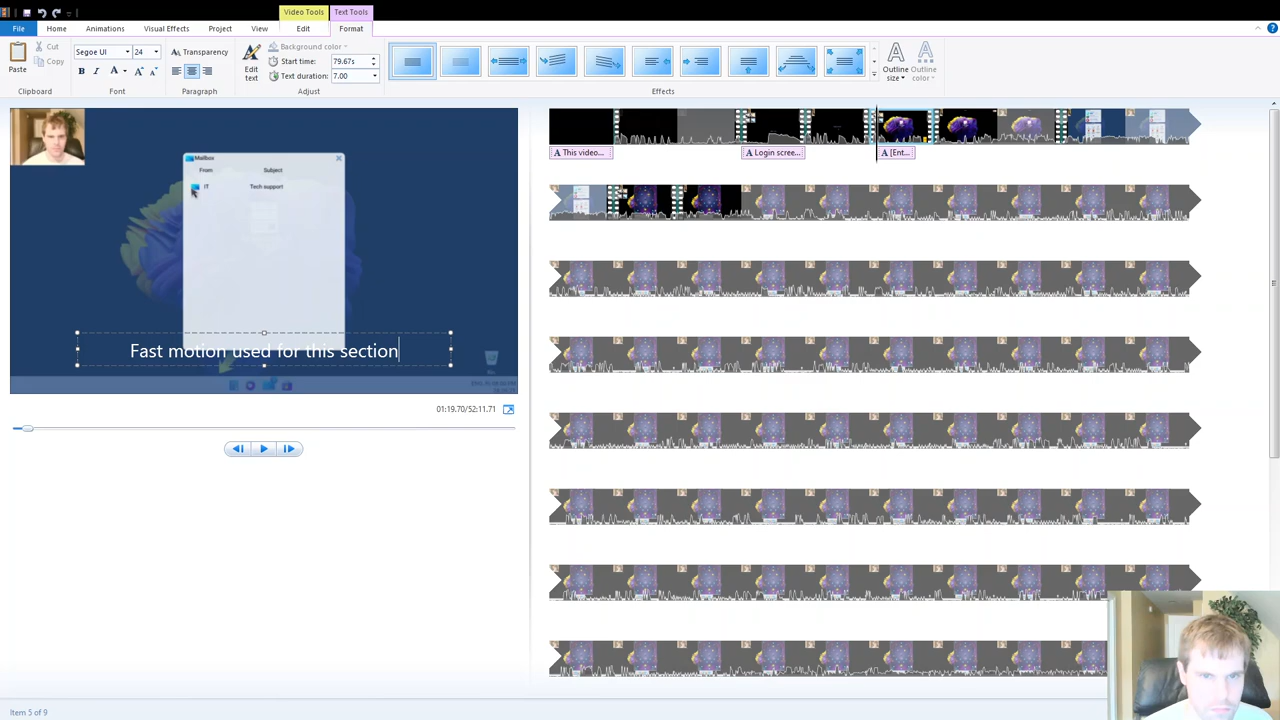 Video Tools
Text Tools
File
Home
Animations
Visual Effects
Project
View
Edit
Format
Paste
Cut
Copy
Clipboard
Segoe UI
24
B
I
A
A
A
Font
Transparency
Paragraph
Edit
text
Background color
Start time:
79.67s
Text duration:
7.00
Adjust
Effects
Outline
size
Outline
color
Mailbox
From
Subject
IT
Tech support
Fast motion used for this section
01:19.70/52:11.71
A This video...
A Login scree...
A [Ent...
Item 5 of 9